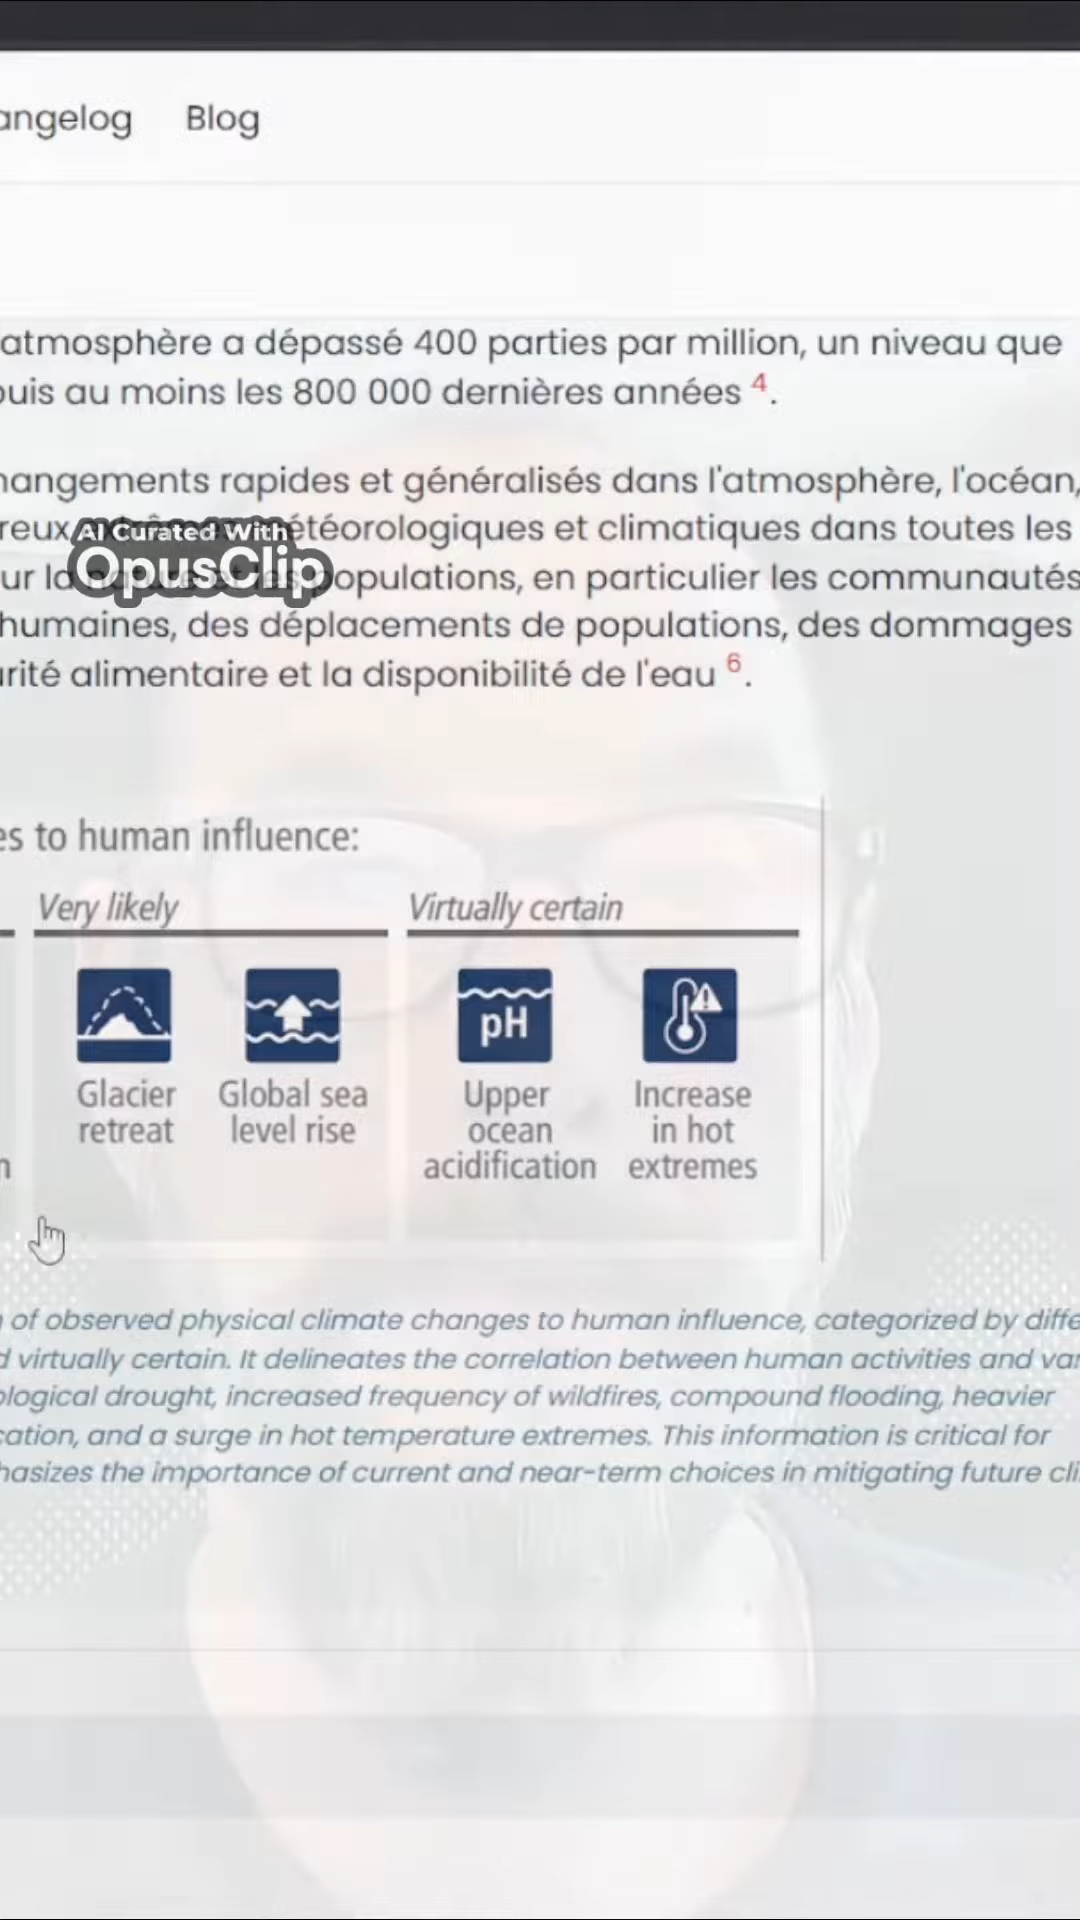 angelog Blog
atmosphère a dépassé 400 parties par million, un niveau que
puis au moins les 800 000 dernières années 4.
hangements rapides et généralisés dans l'atmosphère, l'océan,
reux étéorologiques et climatiques dans toutes les
AI Curated With
OpusClip
ur la populations, en particulier les communautés
humaines, des déplacements de populations, des dommages
urité alimentaire et la disponibilité de l'eau 6.
es to human influence:
Very likely
Virtually certain
Glacier
retreat
Global sea
level rise
Upper
ocean
acidification
pH
Increase
in hot
extremes
n
of observed physical climate changes to human influence, categorized by diffe
d virtually certain. It delineates the correlation between human activities and var
ological drought, increased frequency of wildfires, compound flooding, heavier
cation, and a surge in hot temperature extremes. This information is critical for
hasizes the importance of current and near-term choices in mitigating future cli